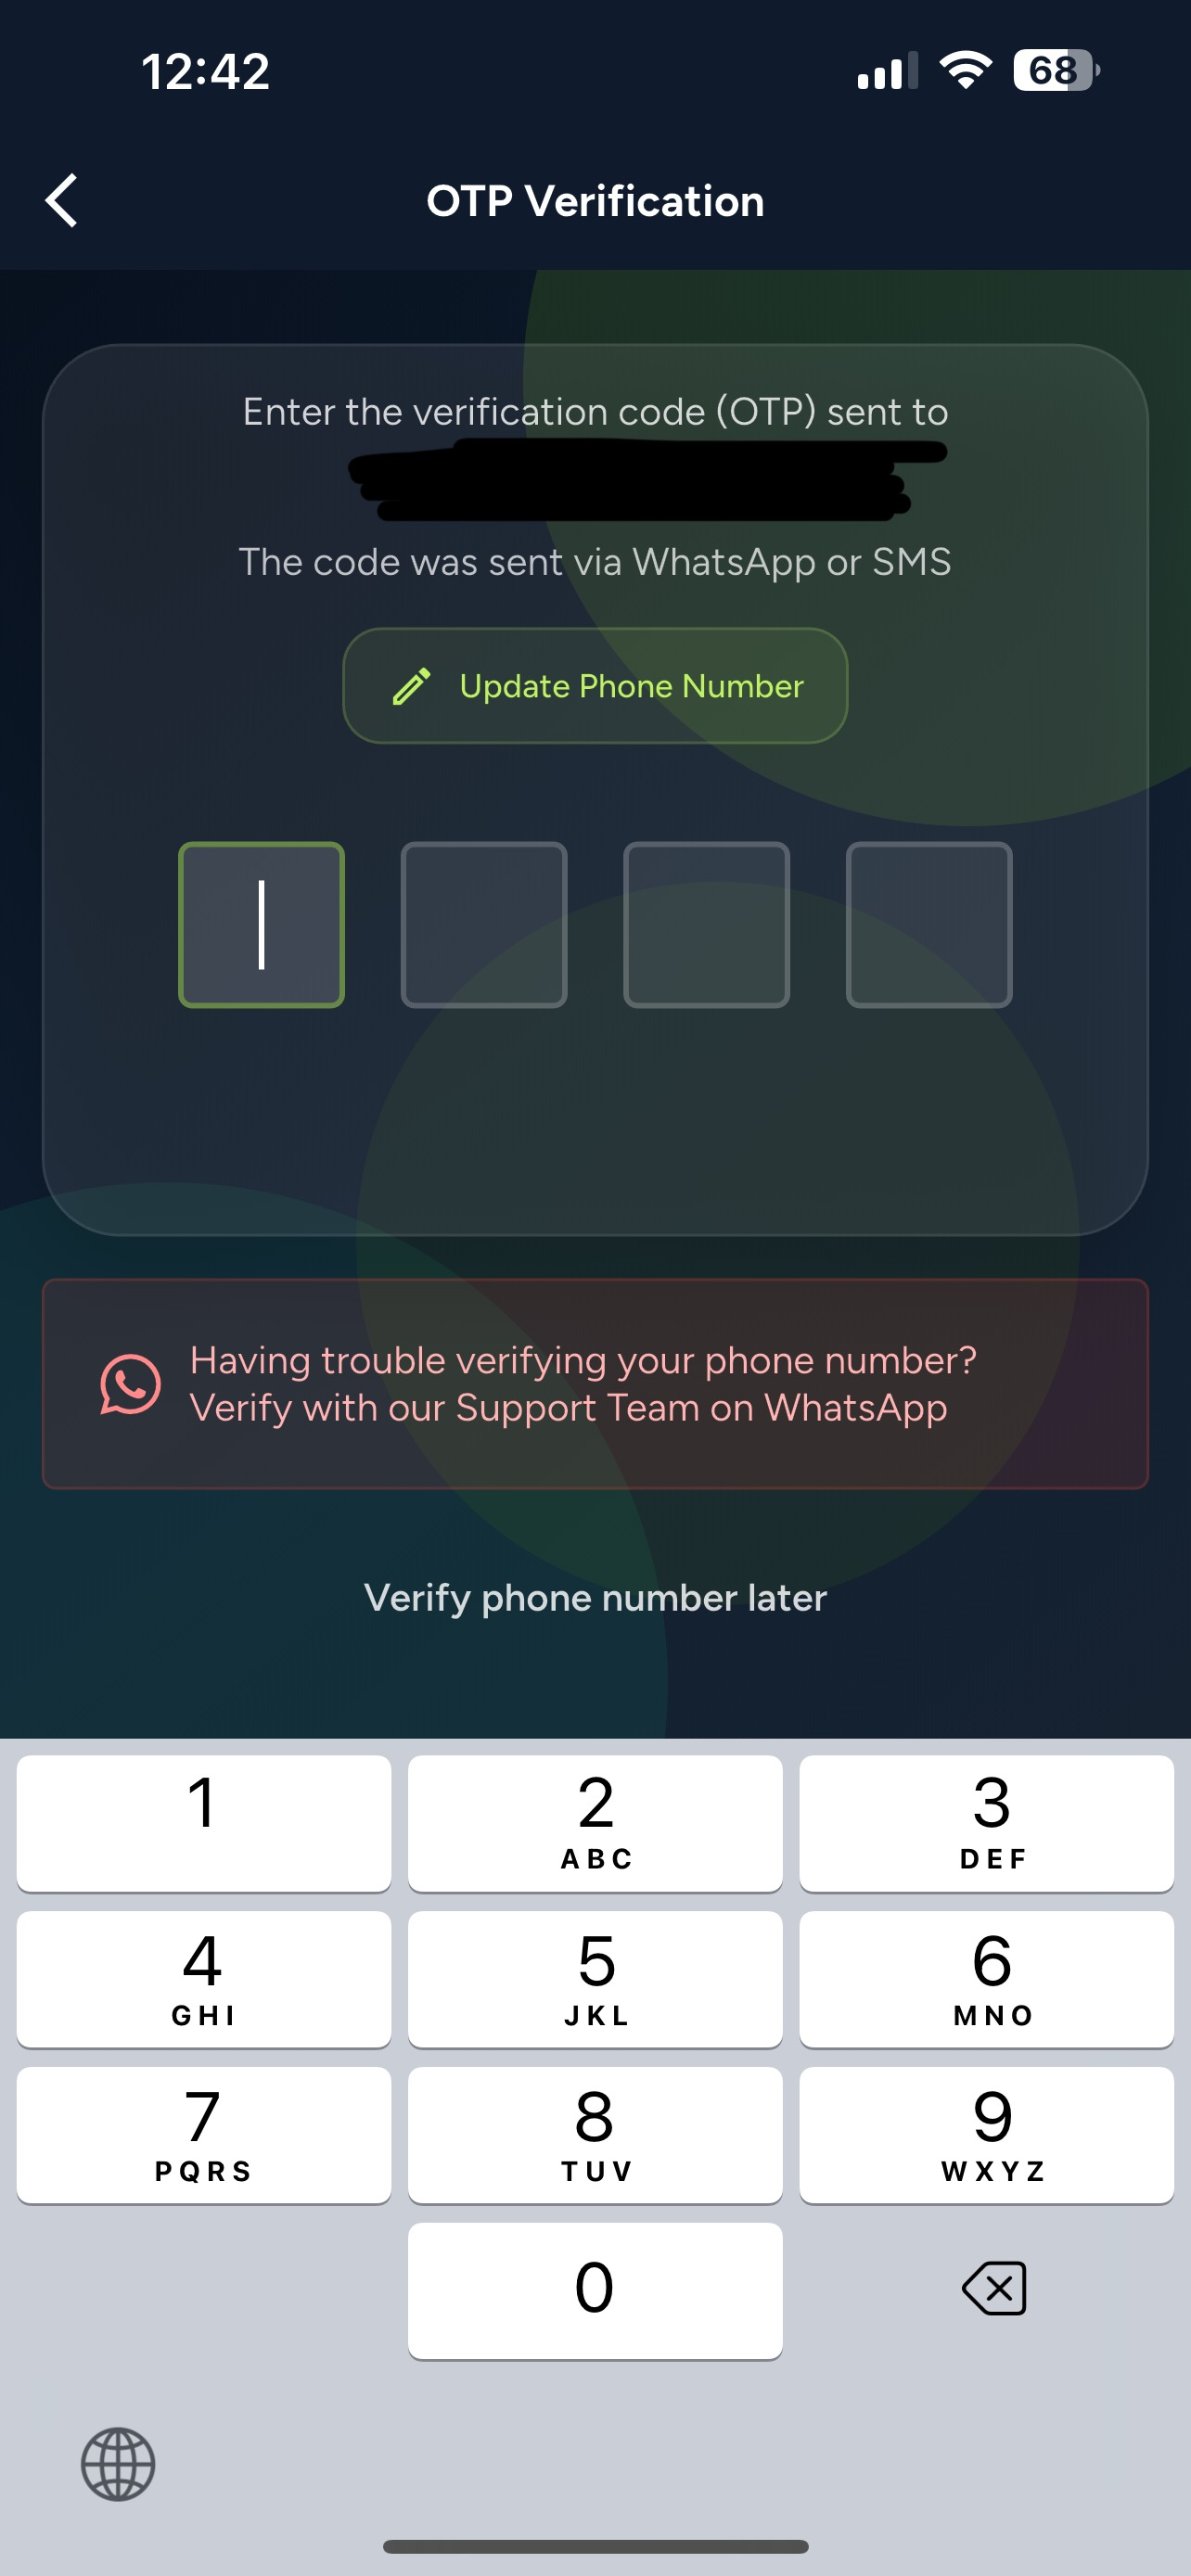 12:42
68
OTP Verification
Enter the verification code (OTP) sent to
The code was sent via WhatsApp or SMS
Update Phone Number
Having trouble verifying your phone number?
Verify with our Support Team on WhatsApp
Verify phone number later
1
2
3
ABC
DEF
4
5
6
GHI
JKL
MNO
7
8
9
PQRS
TUV
WXYZ
0